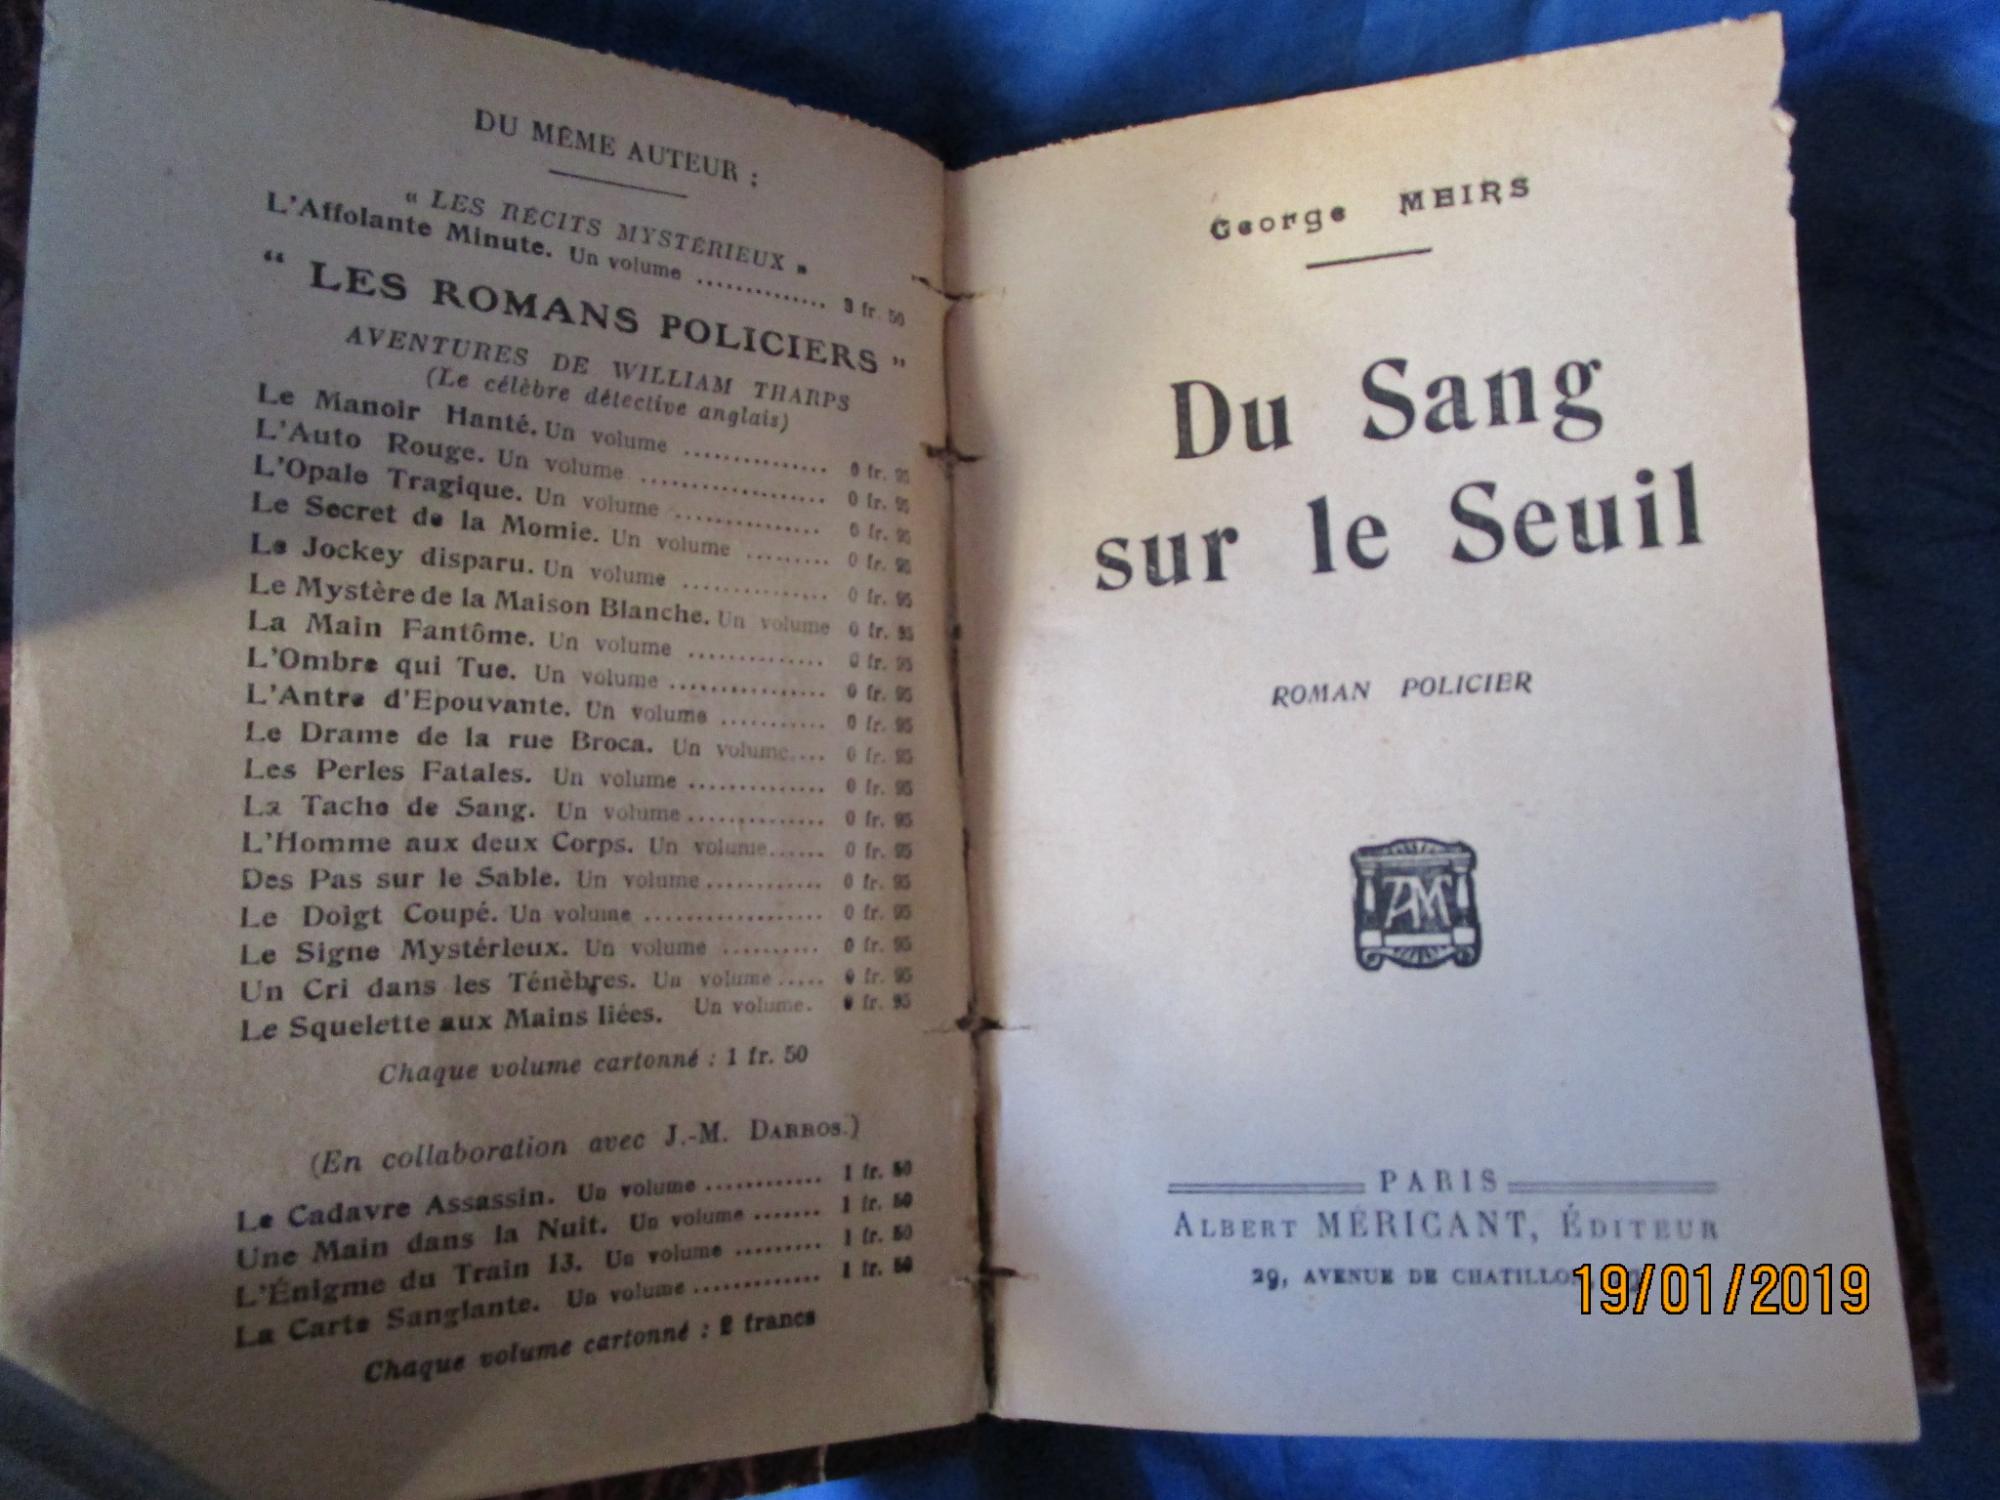 DU MÊME AUTEUR :
« LES RÉCITS MYSTÉRIEUX »
L'Affolante Minute. Un volume .............. 3 fr. 50
“ LES ROMANS POLICIERS ”
AVENTURES DE WILLIAM THARPS
(Le célèbre détective anglais)
Le Manoir Hanté. Un volume ............... 0 fr. 95
L'Auto Rouge. Un volume ................... 0 fr. 95
L'Opale Tragique. Un volume ............... 0 fr. 95
Le Secret de la Momie. Un volume ......... 0 fr. 95
Le Jockey disparu. Un volume ............... 0 fr. 95
Le Mystère de la Maison Blanche. Un volume 0 fr. 95
La Main Fantôme. Un volume .............. 0 fr. 95
L'Ombre qui Tue. Un volume ................ 0 fr. 95
L'Antre d'Epouvante. Un volume ........... 0 fr. 95
Le Drame de la rue Broca. Un volume.... 0 fr. 95
Les Perles Fatales. Un volume .............. 0 fr. 95
La Tache de Sang. Un volume.............. 0 fr. 95
L'Homme aux deux Corps. Un volume...... 0 fr. 95
Des Pas sur le Sable. Un volume............ 0 fr. 95
Le Doigt Coupé. Un volume .................. 0 fr. 95
Le Signe Mystérieux. Un volume .......... 0 fr. 95
Un Cri dans les Ténèbres. Un volume..... 0 fr. 95
Le Squelette aux Mains liées. Un volume. 0 fr. 95
Chaque volume cartonné : 1 fr. 50
(En collaboration avec J.-M. DARROS.)
Le Cadavre Assassin. Un volume ............ 1 fr. 50
Une Main dans la Nuit. Un volume ....... 1 fr. 50
L'Énigme du Train 13. Un volume ......... 1 fr. 50
La Carte Sanglante. Un volume ............. 1 fr. 50
Chaque volume cartonné : 2 francs
George MEIRS
Du Sang
sur le Seuil
ROMAN POLICIER
AM
PARIS
ALBERT MÉRICANT, ÉDITEUR
29, AVENUE DE CHATILLON
19/01/2019